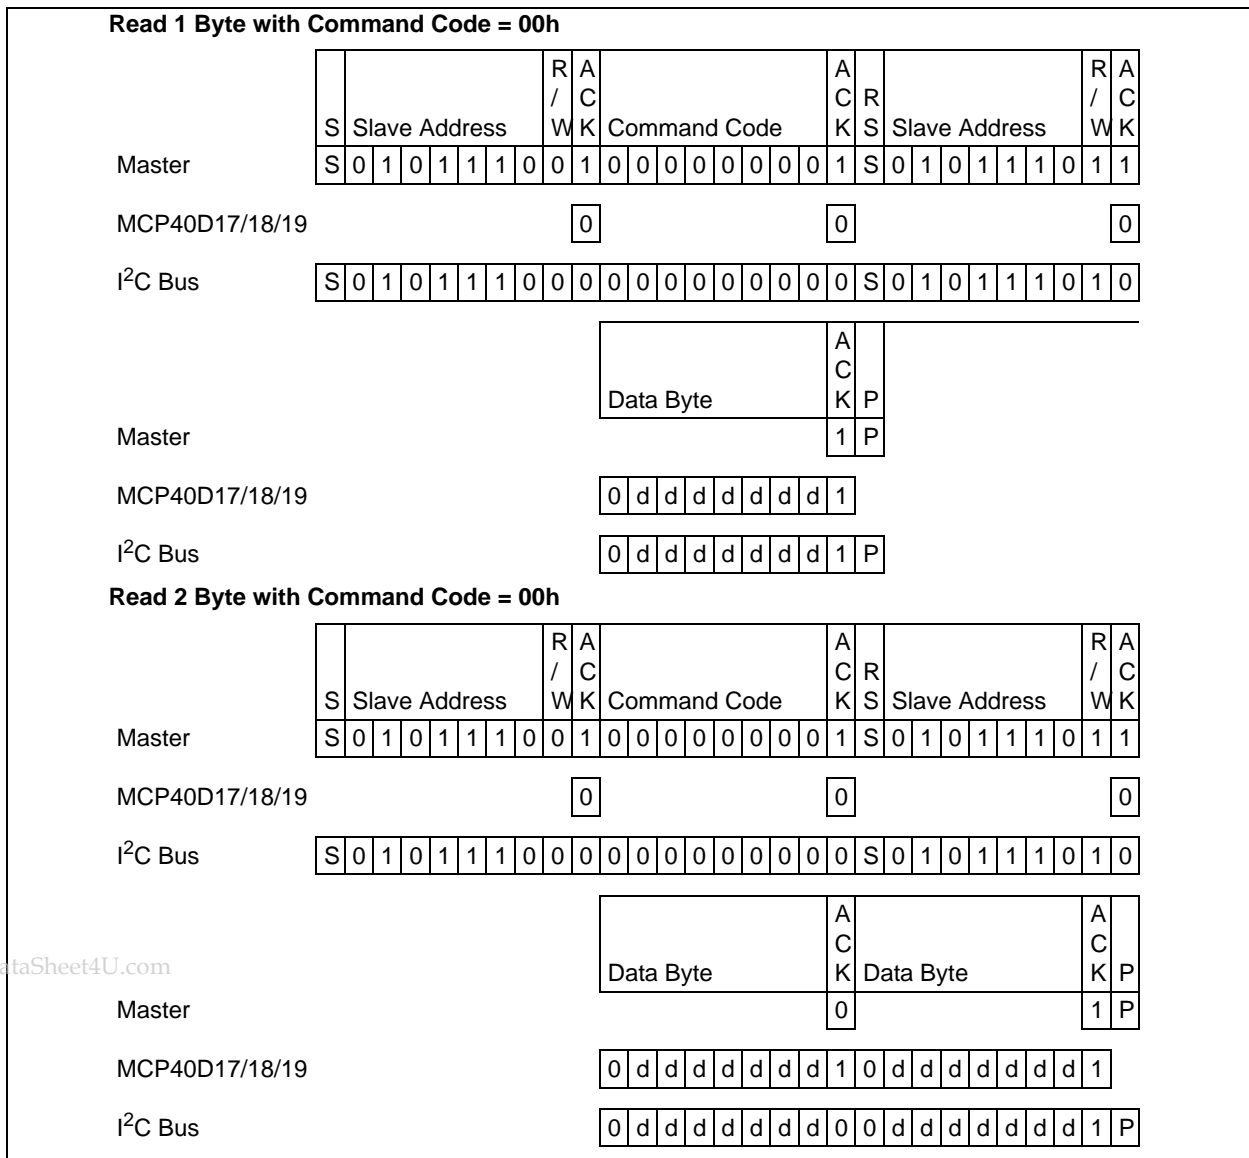 Read 1 Byte with Command Code = 00h
S Slave Address R/W ACK Command Code ACK RS Slave Address R/W ACK
Master S 0 1 0 1 1 1 0 0 1 0 0 0 0 0 0 0 0 1 S 0 1 0 1 1 1 0 1 1
MCP40D17/18/19 0 0 0
I2C Bus S 0 1 0 1 1 1 0 0 0 0 0 0 0 0 0 0 0 0 S 0 1 0 1 1 1 0 1 0
Data Byte ACK P
Master 1 P
MCP40D17/18/19 0 d d d d d d d 1
I2C Bus 0 d d d d d d d 1 P
Read 2 Byte with Command Code = 00h
S Slave Address R/W ACK Command Code ACK RS Slave Address R/W ACK
Master S 0 1 0 1 1 1 0 0 1 0 0 0 0 0 0 0 0 1 S 0 1 0 1 1 1 0 1 1
MCP40D17/18/19 0 0 0
I2C Bus S 0 1 0 1 1 1 0 0 0 0 0 0 0 0 0 0 0 0 S 0 1 0 1 1 1 0 1 0
Data Byte ACK Data Byte ACK P
ataSheet4U.com
Master 0 1 P
MCP40D17/18/19 0 d d d d d d d 1 0 d d d d d d d 1
I2C Bus 0 d d d d d d d 0 0 d d d d d d d 1 P